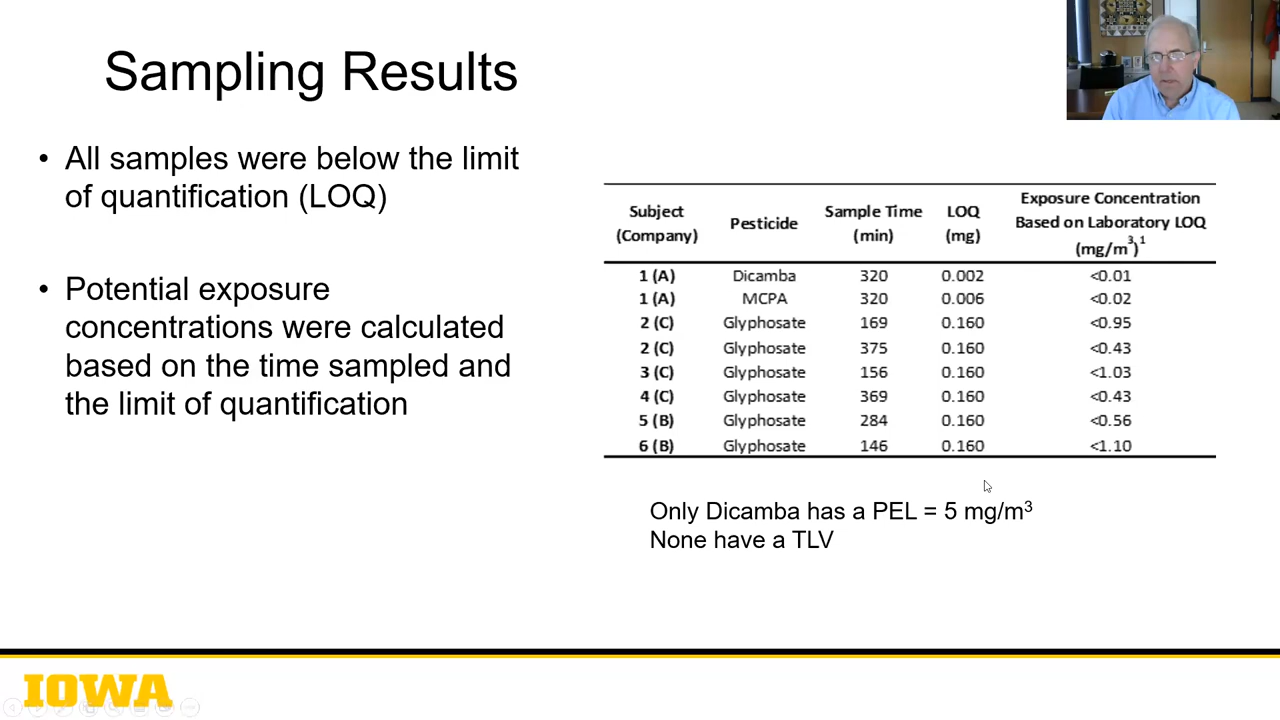 Sampling Results
• All samples were below the limit
of quantification (LOQ)
• Potential exposure
concentrations were calculated
based on the time sampled and
the limit of quantification
Subject (Company) Pesticide Sample Time (min) LOQ (mg) Exposure Concentration Based on Laboratory LOQ (mg/m³)¹
1 (A) Dicamba 320 0.002 <0.01
1 (A) MCPA 320 0.006 <0.02
2 (C) Glyphosate 169 0.160 <0.95
2 (C) Glyphosate 375 0.160 <0.43
3 (C) Glyphosate 156 0.160 <1.03
4 (C) Glyphosate 369 0.160 <0.43
5 (B) Glyphosate 284 0.160 <0.56
6 (B) Glyphosate 146 0.160 <1.10
Only Dicamba has a PEL = 5 mg/m³
None have a TLV
IOWA